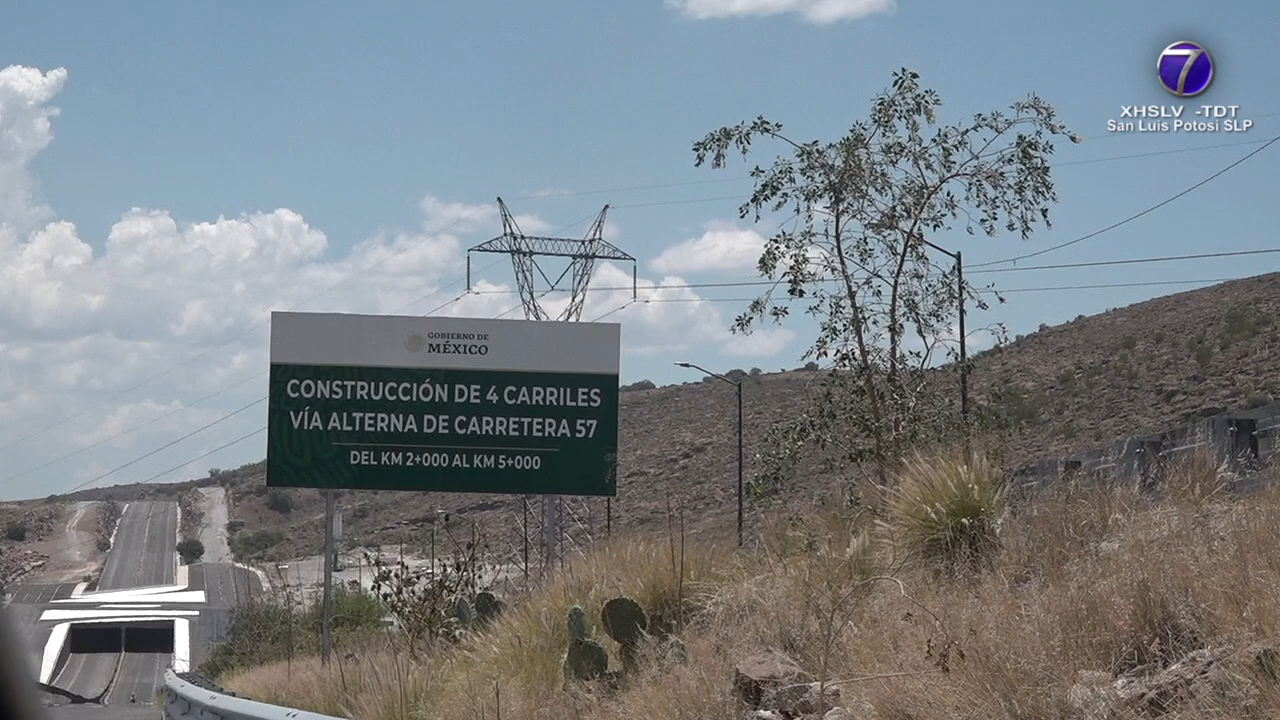 7
XHSLV -TDT
San Luis Potosi SLP
GOBIERNO DE
MÉXICO
CONSTRUCCIÓN DE 4 CARRILES
VÍA ALTERNA DE CARRETERA 57
DEL KM 2+000 AL KM 5+000